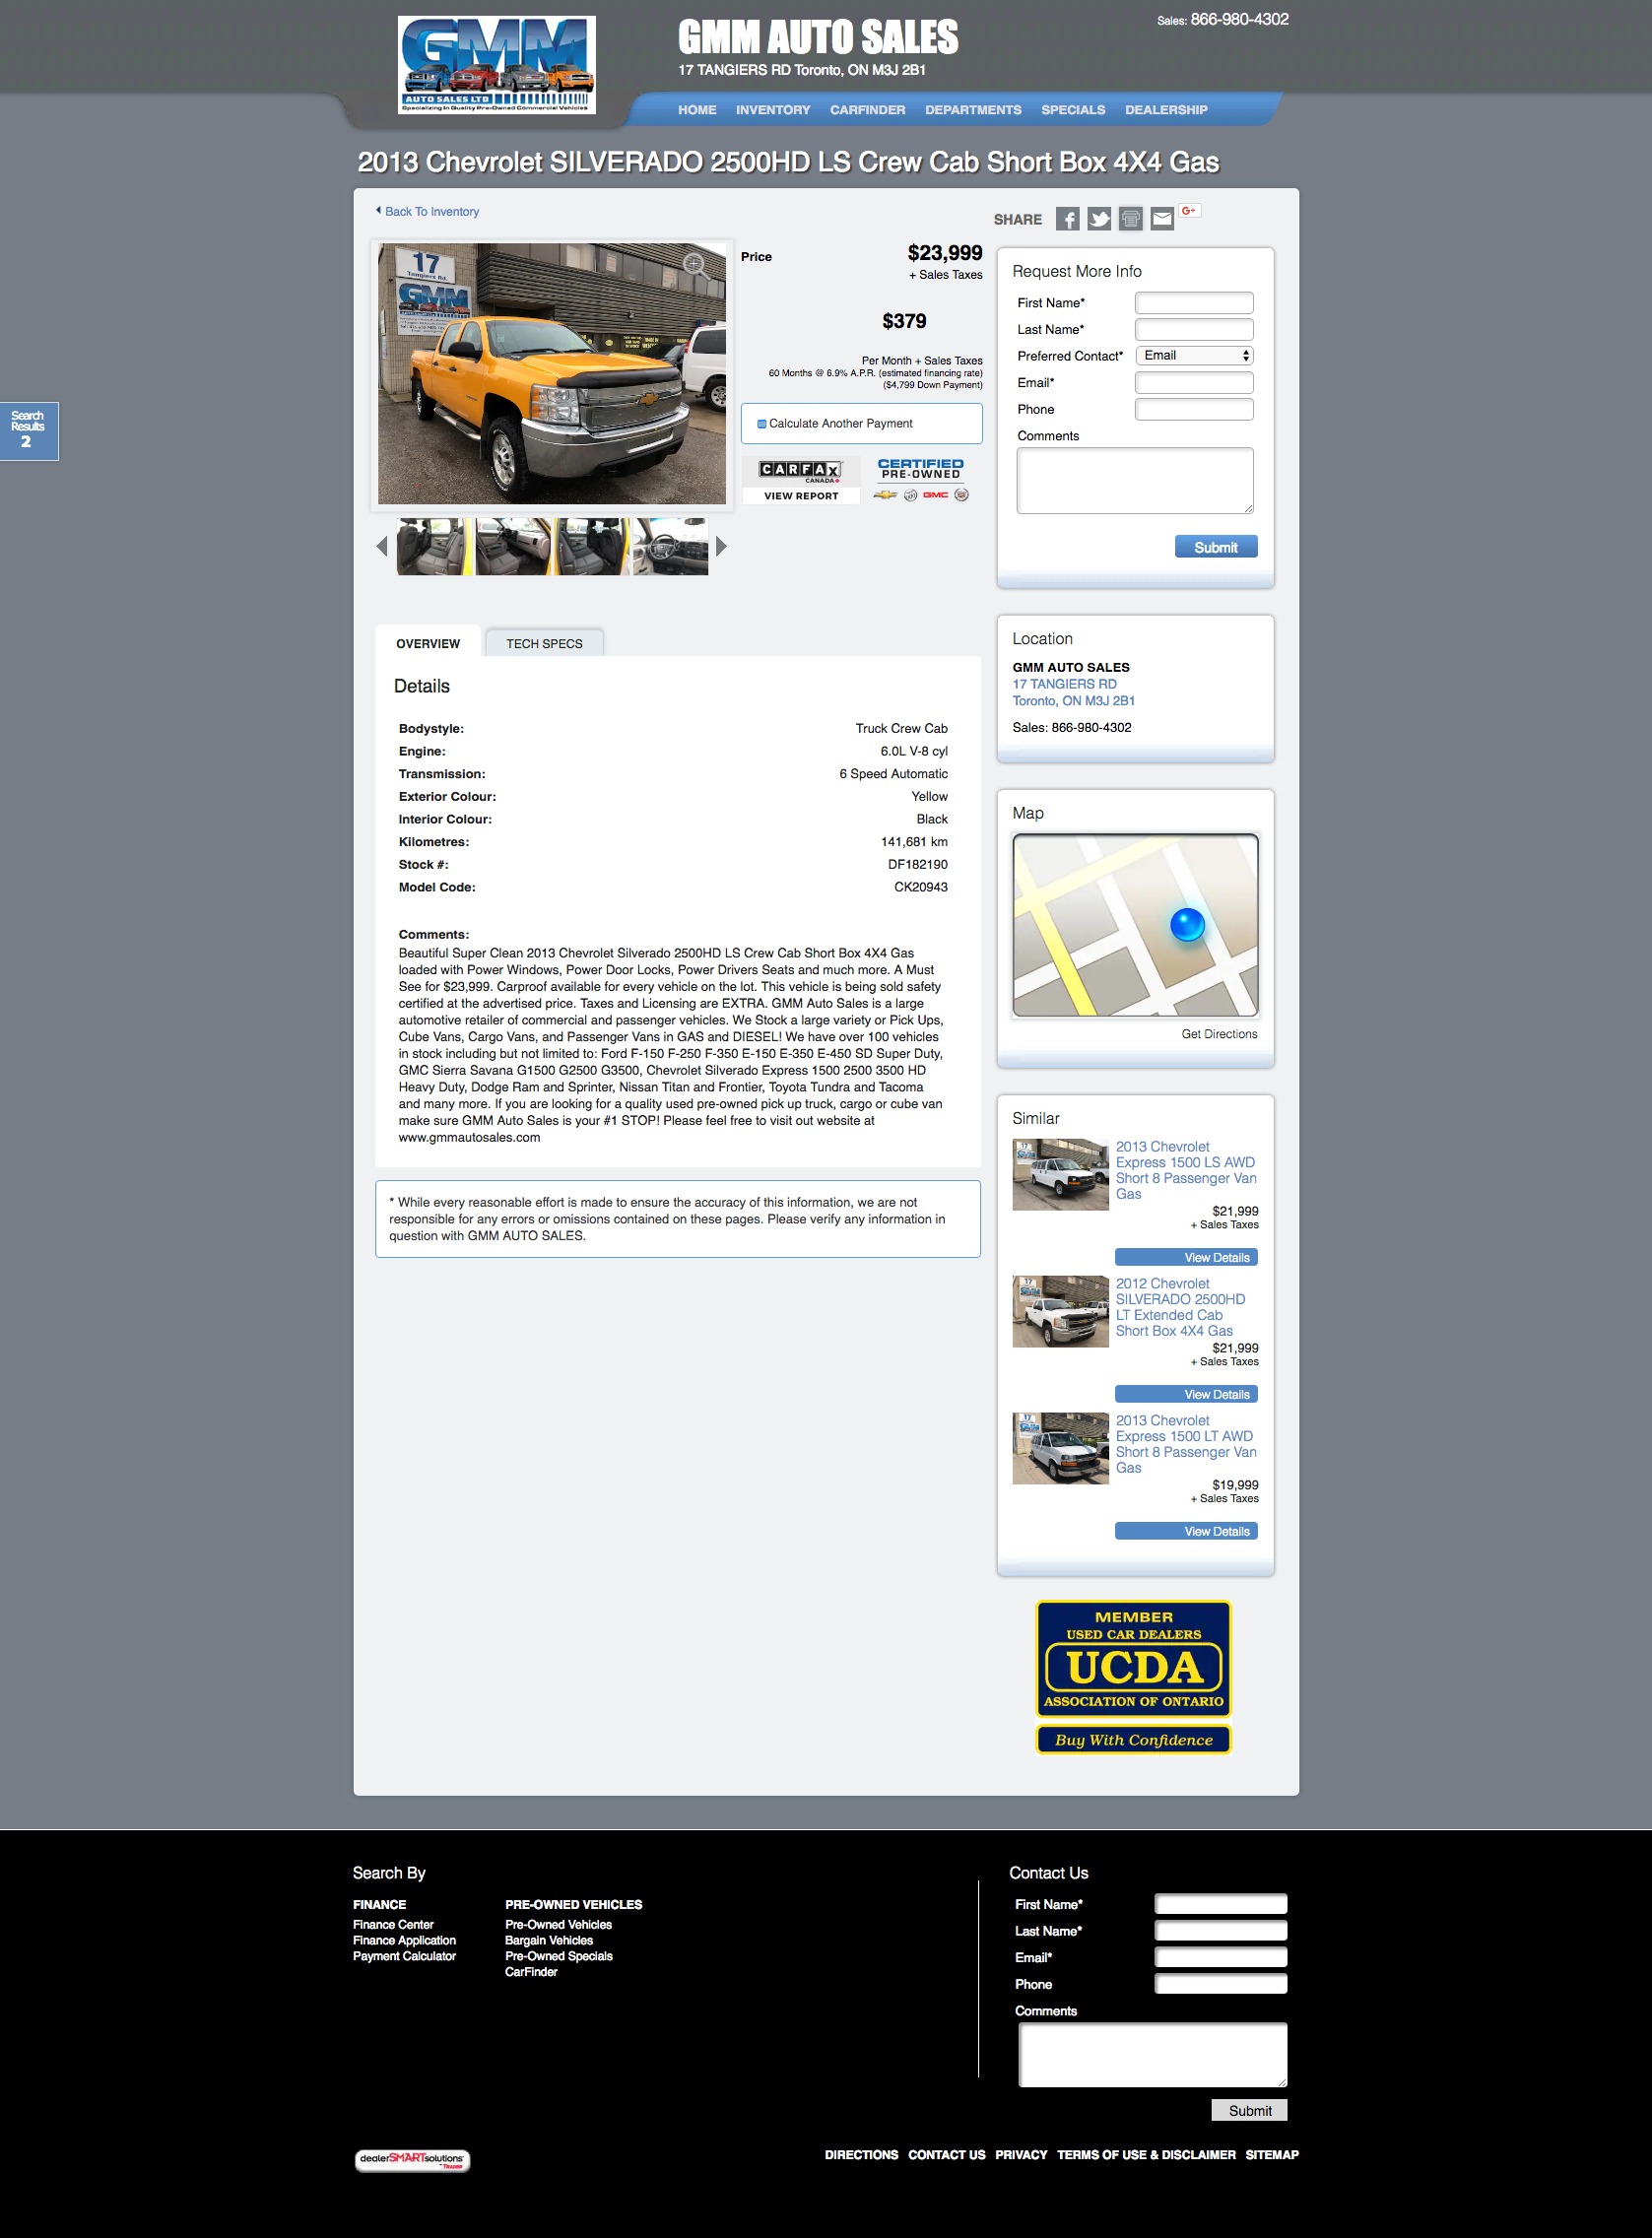 GMM
AUTO SALES LTD
Specializing In Quality Pre-Owned Commercial Vehicles
GMM AUTO SALES
17 TANGIERS RD Toronto, ON M3J 2B1
Sales: 866-980-4302
HOME INVENTORY CARFINDER DEPARTMENTS SPECIALS DEALERSHIP
2013 Chevrolet SILVERADO 2500HD LS Crew Cab Short Box 4X4 Gas
Back To Inventory
SHARE
G+
Search
Results
2
17
Tangiers Rd.
GMM
Price
$23,999
+ Sales Taxes
$379
Per Month + Sales Taxes
60 Months @ 6.9% A.P.R. (estimated financing rate)
($4,799 Down Payment)
Calculate Another Payment
CARFAX
CANADA
VIEW REPORT
CERTIFIED
PRE-OWNED
GMC
Request More Info
First Name*
Last Name*
Preferred Contact* Email
Email*
Phone
Comments
Submit
OVERVIEW
TECH SPECS
Details
Bodystyle: Truck Crew Cab
Engine: 6.0L V-8 cyl
Transmission: 6 Speed Automatic
Exterior Colour: Yellow
Interior Colour: Black
Kilometres: 141,681 km
Stock #: DF182190
Model Code: CK20943
Comments:
Beautiful Super Clean 2013 Chevrolet Silverado 2500HD LS Crew Cab Short Box 4X4 Gas
loaded with Power Windows, Power Door Locks, Power Drivers Seats and much more. A Must
See for $23,999. Carproof available for every vehicle on the lot. This vehicle is being sold safety
certified at the advertised price. Taxes and Licensing are EXTRA. GMM Auto Sales is a large
automotive retailer of commercial and passenger vehicles. We Stock a large variety or Pick Ups,
Cube Vans, Cargo Vans, and Passenger Vans in GAS and DIESEL! We have over 100 vehicles
in stock including but not limited to: Ford F-150 F-250 F-350 E-150 E-350 E-450 SD Super Duty,
GMC Sierra Savana G1500 G2500 G3500, Chevrolet Silverado Express 1500 2500 3500 HD
Heavy Duty, Dodge Ram and Sprinter, Nissan Titan and Frontier, Toyota Tundra and Tacoma
and many more. If you are looking for a quality used pre-owned pick up truck, cargo or cube van
make sure GMM Auto Sales is your #1 STOP! Please feel free to visit out website at
www.gmmautosales.com
* While every reasonable effort is made to ensure the accuracy of this information, we are not
responsible for any errors or omissions contained on these pages. Please verify any information in
question with GMM AUTO SALES.
Location
GMM AUTO SALES
17 TANGIERS RD
Toronto, ON M3J 2B1
Sales: 866-980-4302
Map
Get Directions
Similar
2013 Chevrolet
Express 1500 LS AWD
Short 8 Passenger Van
Gas
$21,999
+ Sales Taxes
View Details
2012 Chevrolet
SILVERADO 2500HD
LT Extended Cab
Short Box 4X4 Gas
$21,999
+ Sales Taxes
View Details
2013 Chevrolet
Express 1500 LT AWD
Short 8 Passenger Van
Gas
$19,999
+ Sales Taxes
View Details
MEMBER
USED CAR DEALERS
UCDA
ASSOCIATION OF ONTARIO
Buy With Confidence
Search By
FINANCE
Finance Center
Finance Application
Payment Calculator
PRE-OWNED VEHICLES
Pre-Owned Vehicles
Bargain Vehicles
Pre-Owned Specials
CarFinder
Contact Us
First Name*
Last Name*
Email*
Phone
Comments
Submit
dealerSMARTsolutions
DIRECTIONS CONTACT US PRIVACY TERMS OF USE & DISCLAIMER SITEMAP